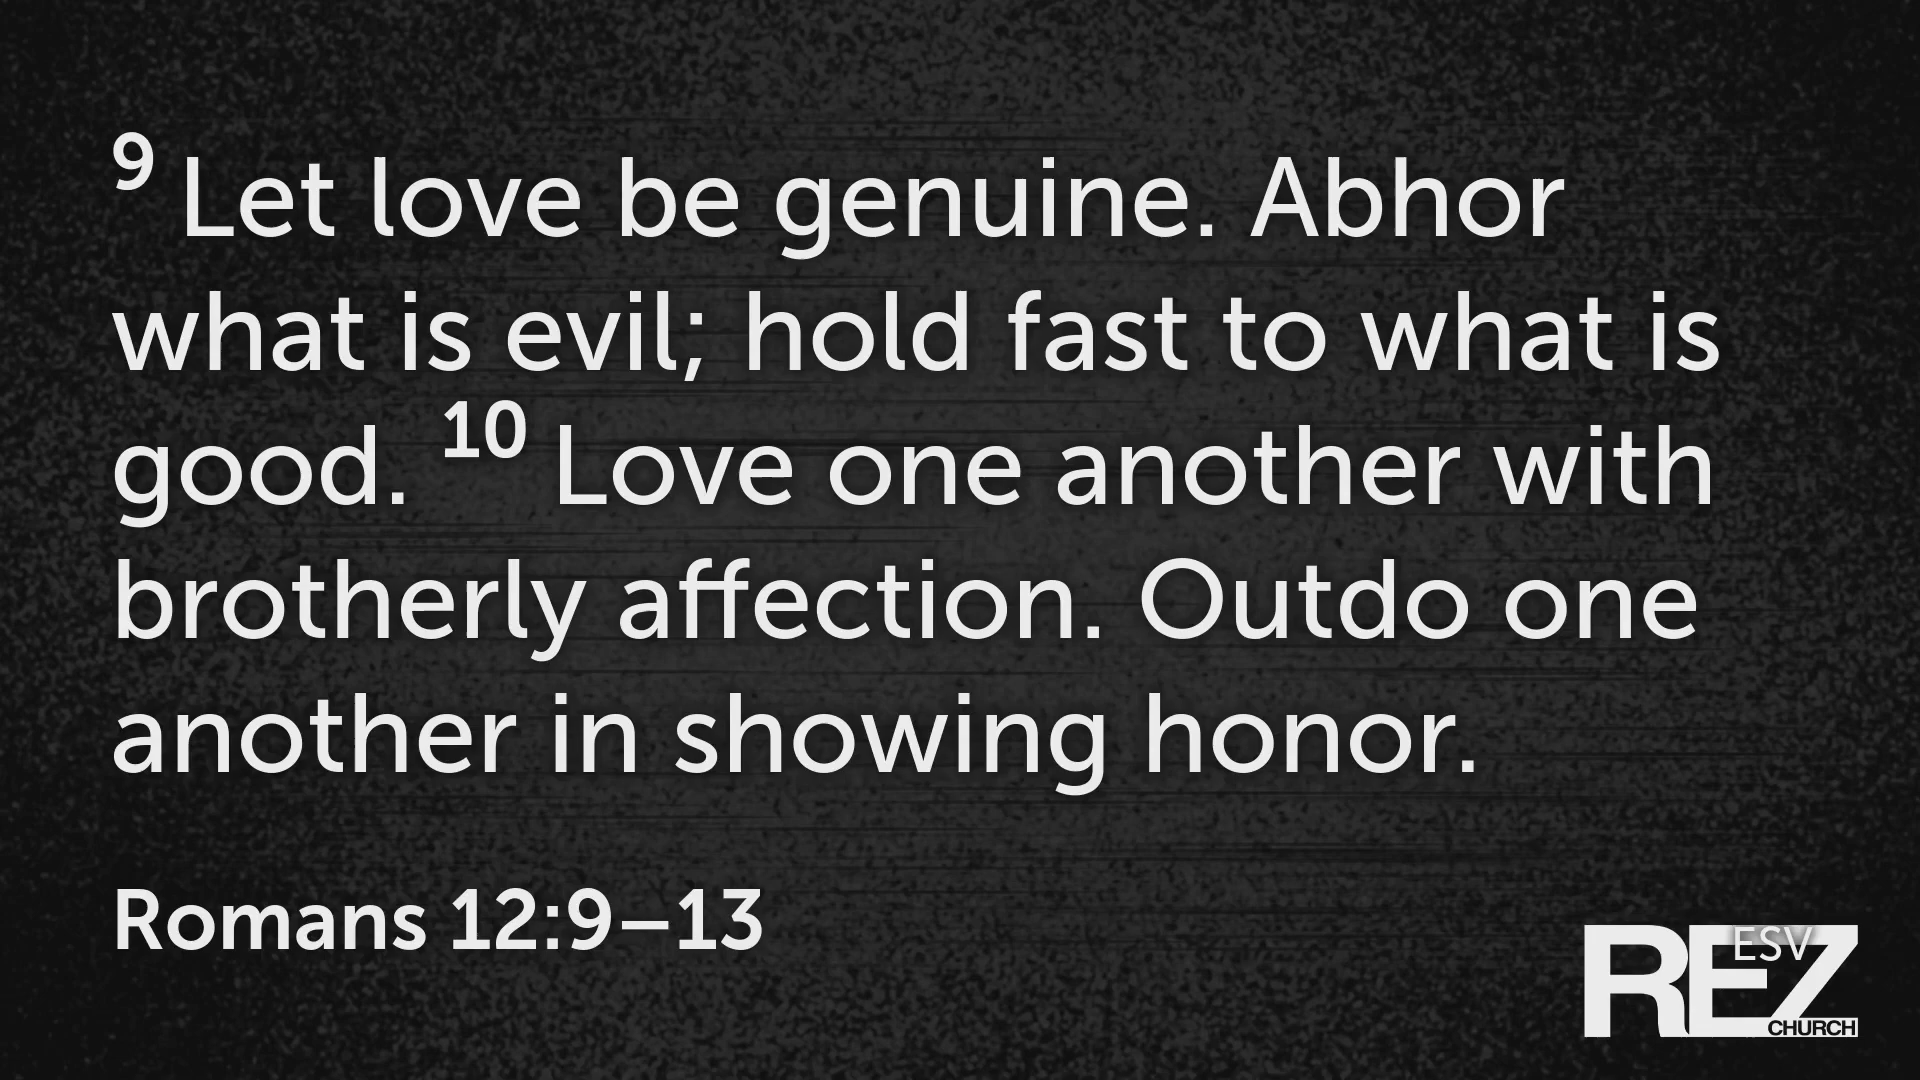 9 Let love be genuine. Abhor
what is evil; hold fast to what is
good. 10 Love one another with
brotherly affection. Outdo one
another in showing honor.
Romans 12:9–13
ESV
REZ
CHURCH